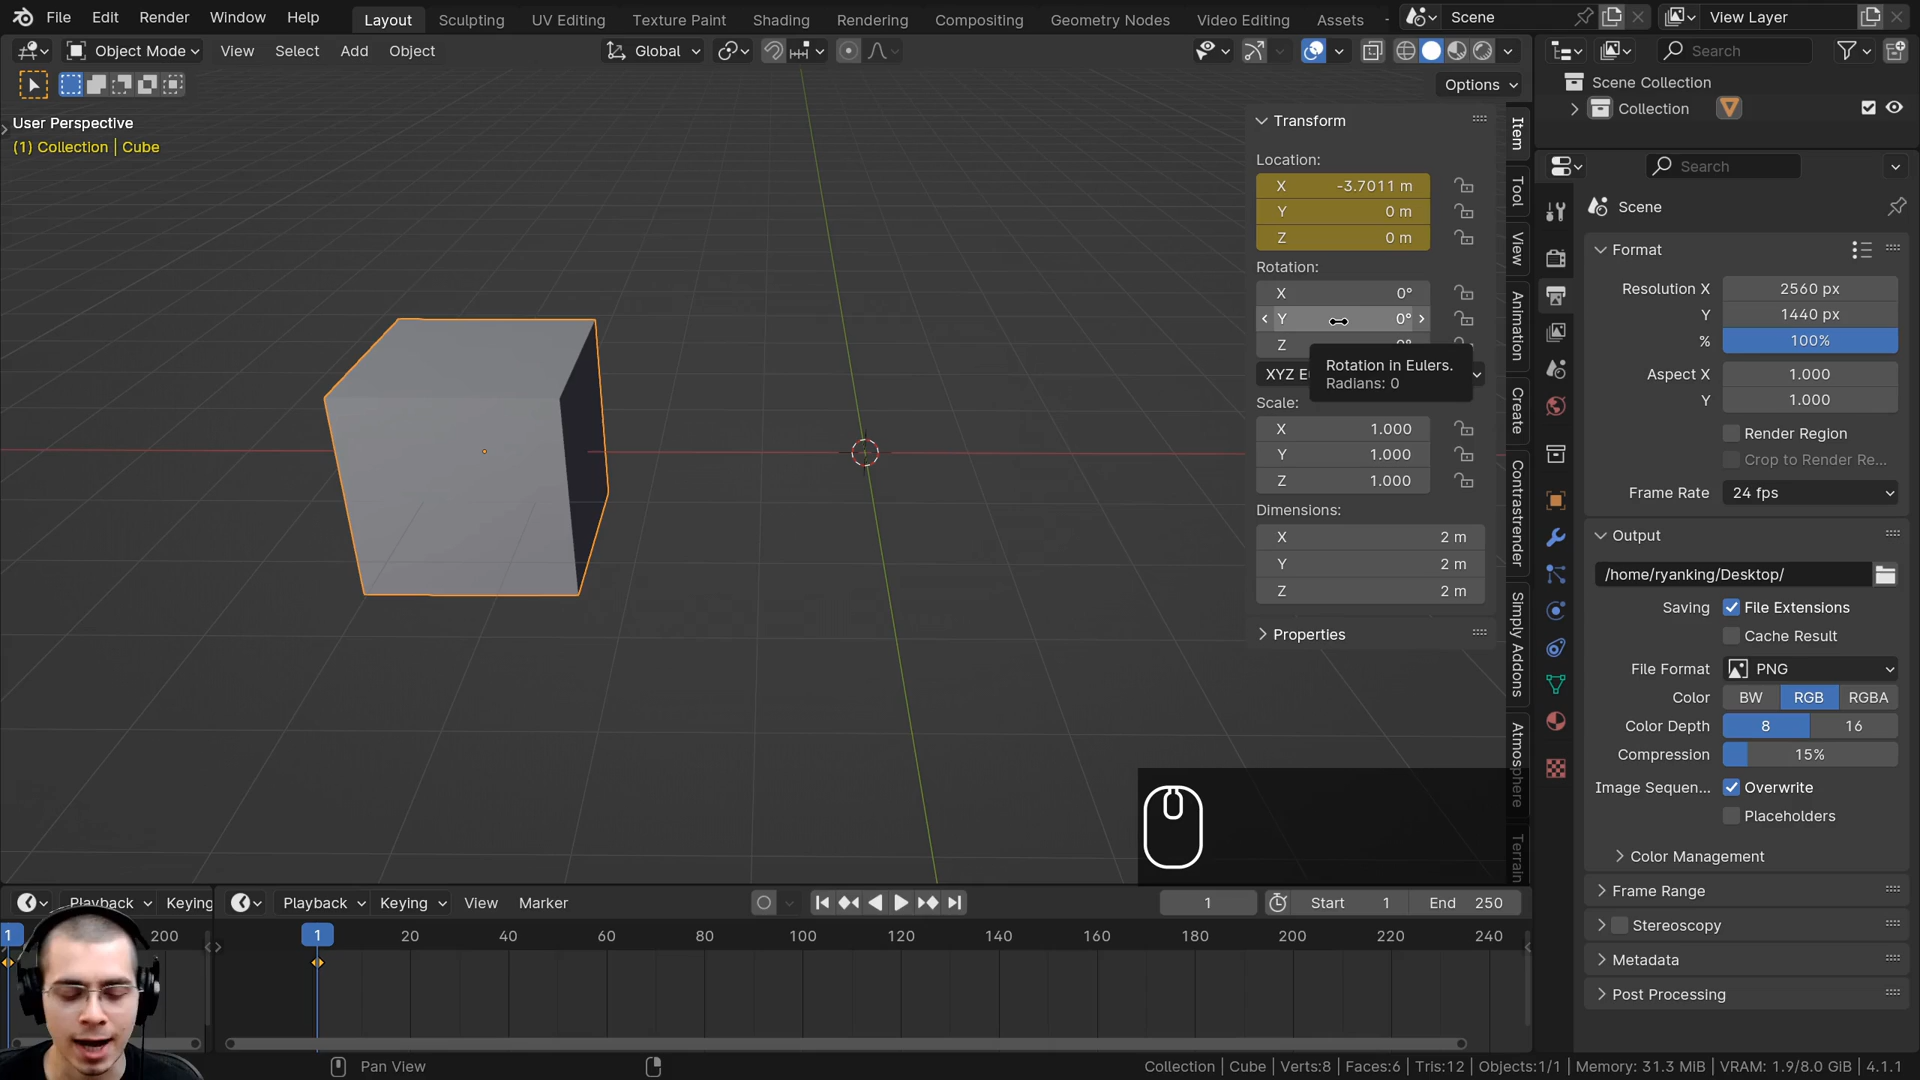 File Edit Render Window Help Layout Sculpting UV Editing Texture Paint Shading Rendering Compositing Geometry Nodes Video Editing Assets Scene View Layer
Object Mode View Select Add Object Global Search
Options
User Perspective
(1) Collection | Cube
Scene Collection
Collection
Transform
Location:
X -3.7011 m
Y 0 m
Z 0 m
Rotation:
X 0°
Y 0°
Z 0°
Rotation in Eulers.
Radians: 0
Scale:
X 1.000
Y 1.000
Z 1.000
Dimensions:
X 2 m
Y 2 m
Z 2 m
Properties
Item
Tool
View
Animation
Create
Contrastrender
Simply Addons
Atmosphere
Terrain
Search
Scene
Format
Resolution X 2560 px
Y 1440 px
% 100%
Aspect X 1.000
Y 1.000
Render Region
Crop to Render Re...
Frame Rate 24 fps
Output
/home/ryanking/Desktop/
Saving File Extensions
Cache Result
File Format PNG
Color BW RGB RGBA
Color Depth 8 16
Compression 15%
Image Sequen... Overwrite
Placeholders
Color Management
Frame Range
Stereoscopy
Metadata
Post Processing
Playback Keying Playback Keying View Marker 1 Start 1 End 250
1 200 1 20 40 60 80 100 120 140 160 180 200 220 240
Pan View
Collection | Cube | Verts:8 | Faces:6 | Tris:12 | Objects:1/1 | Memory: 31.3 MiB | VRAM: 1.9/8.0 GiB | 4.1.1